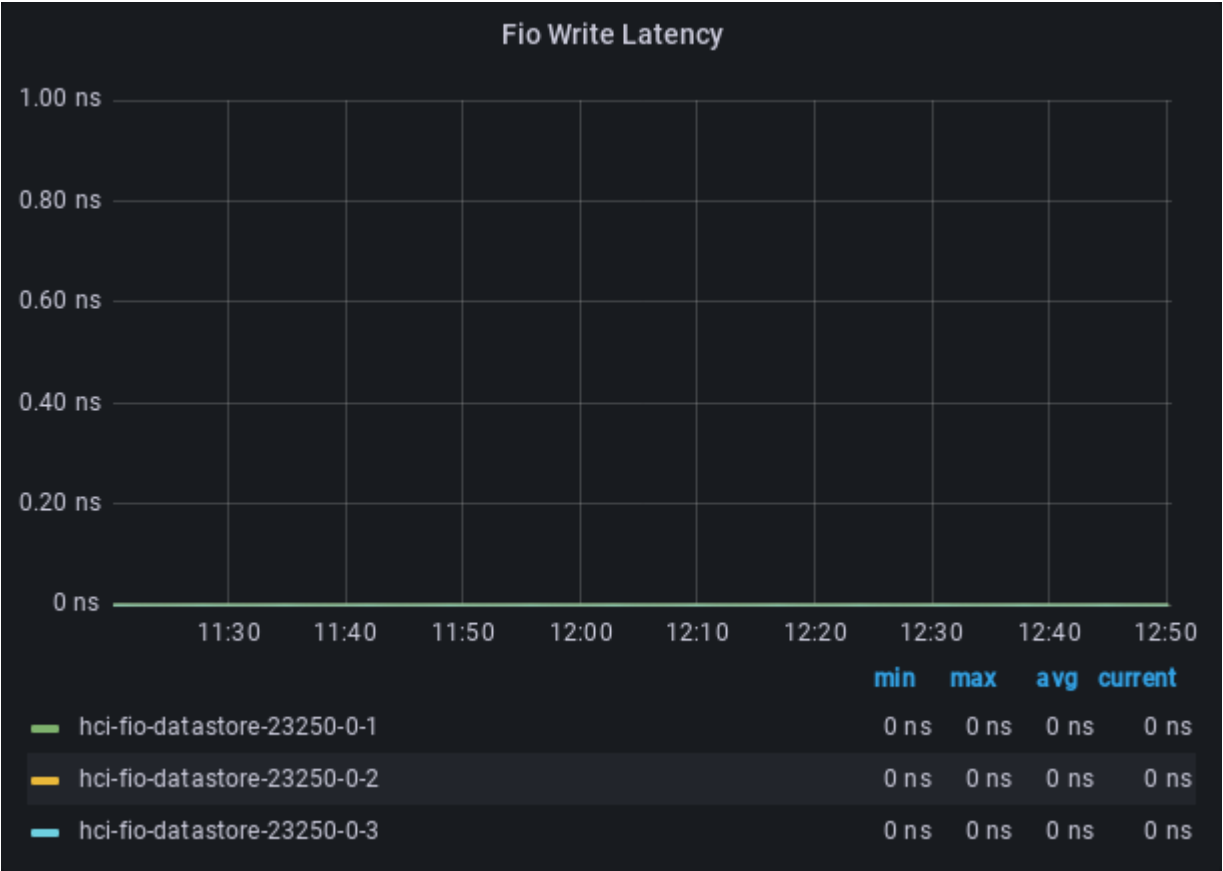 Fio Write Latency
1.00 ns
0.80 ns
0.60 ns
0.40 ns
0.20 ns
0 ns
11:30 11:40 11:50 12:00 12:10 12:20 12:30 12:40 12:50
min max avg current
hci-fio-datastore-23250-0-1 0 ns 0 ns 0 ns 0 ns
hci-fio-datastore-23250-0-2 0 ns 0 ns 0 ns 0 ns
hci-fio-datastore-23250-0-3 0 ns 0 ns 0 ns 0 ns